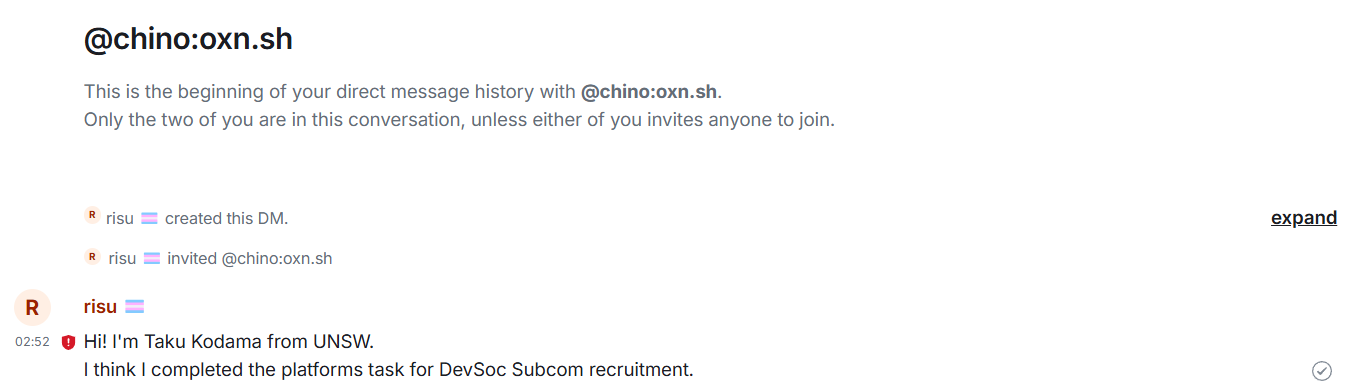 @chino:oxn.sh
This is the beginning of your direct message history with @chino:oxn.sh.
Only the two of you are in this conversation, unless either of you invites anyone to join.
R risu created this DM.
expand
R risu invited @chino:oxn.sh
R risu
02:52 Hi! I'm Taku Kodama from UNSW.
I think I completed the platforms task for DevSoc Subcom recruitment.